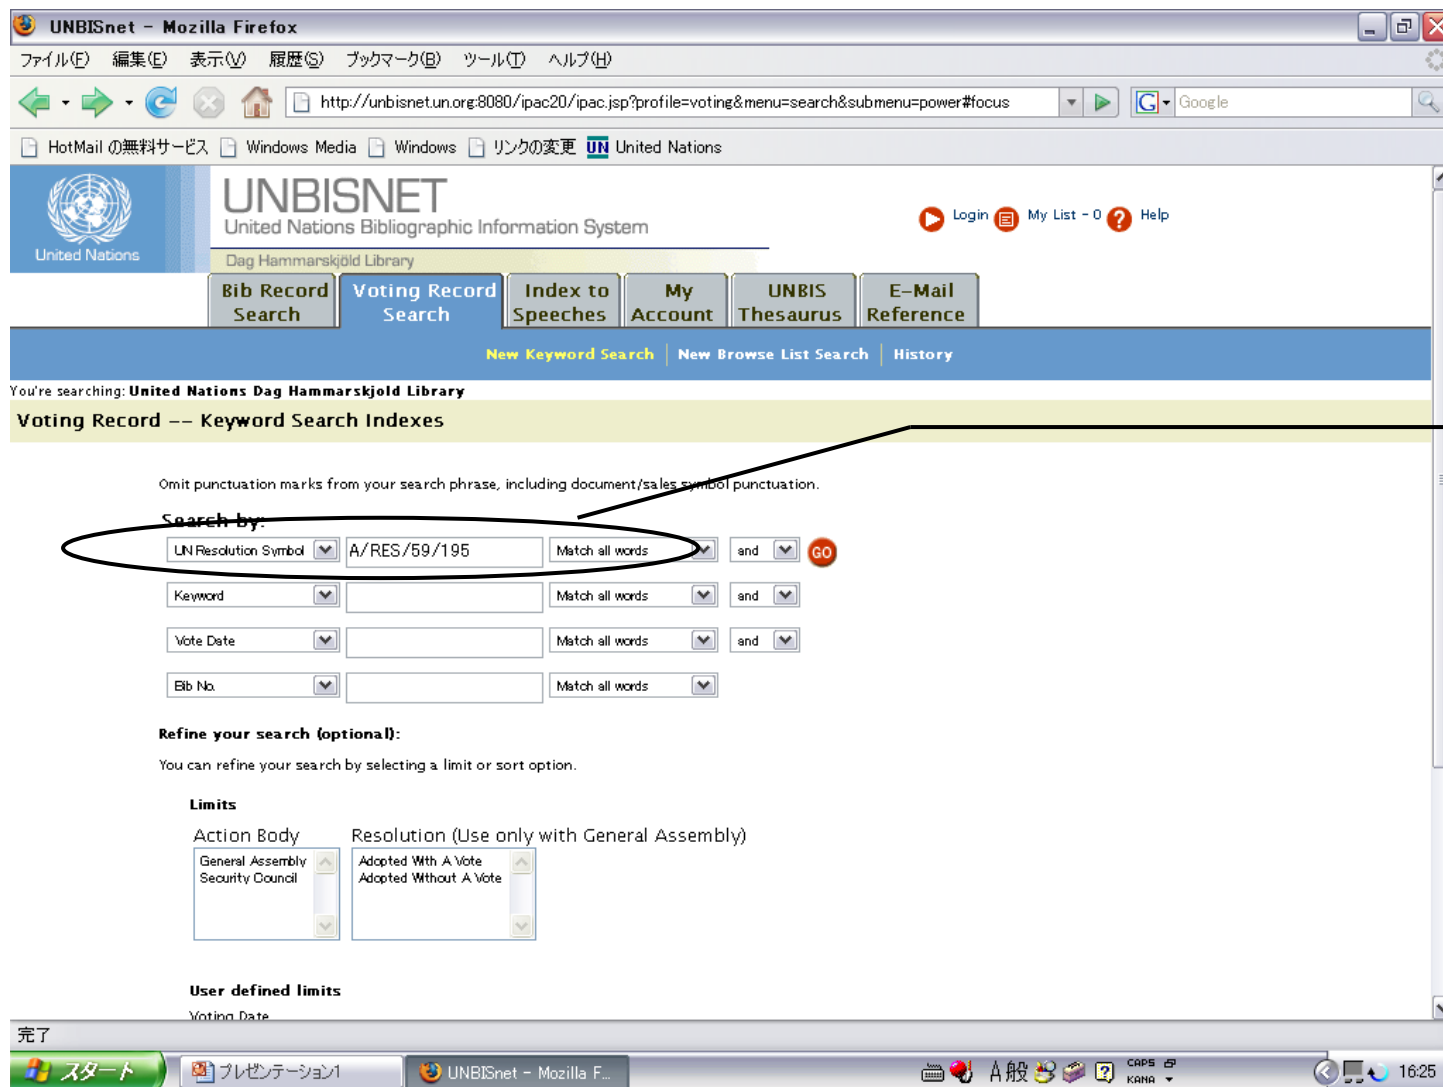 UNBISnet - Mozilla Firefox
ファイル(F) 編集(E) 表示(V) 履歴(S) ブックマーク(B) ツール(T) ヘルプ(H)
http://unbisnet.un.org:8080/ipac20/ipac.jsp?profile=voting&menu=search&submenu=power#focus G Google
HotMail の無料サービス Windows Media Windows リンクの変更 UN United Nations
UNBISNET
United Nations Bibliographic Information System
Login My List - 0 ? Help
United Nations
Dag Hammarskjöld Library
Bib Record Search Voting Record Search Index to Speeches My Account UNBIS Thesaurus E-Mail Reference
New Keyword Search New Browse List Search History
You're searching: United Nations Dag Hammarskjold Library
Voting Record -- Keyword Search Indexes
Omit punctuation marks from your search phrase, including document/sales symbol punctuation.
Search by:
UN Resolution Symbol A/RES/59/195 Match all words and GO
Keyword Match all words and
Vote Date Match all words and
Bib No. Match all words
Refine your search (optional):
You can refine your search by selecting a limit or sort option.
Limits
Action Body Resolution (Use only with General Assembly)
General Assembly Adopted With A Vote
Security Council Adopted Without A Vote
User defined limits
Voting Date
完了
スタート プレゼンテーション1 UNBISnet - Mozilla F... A 般 ? CAPS KANA 16:25